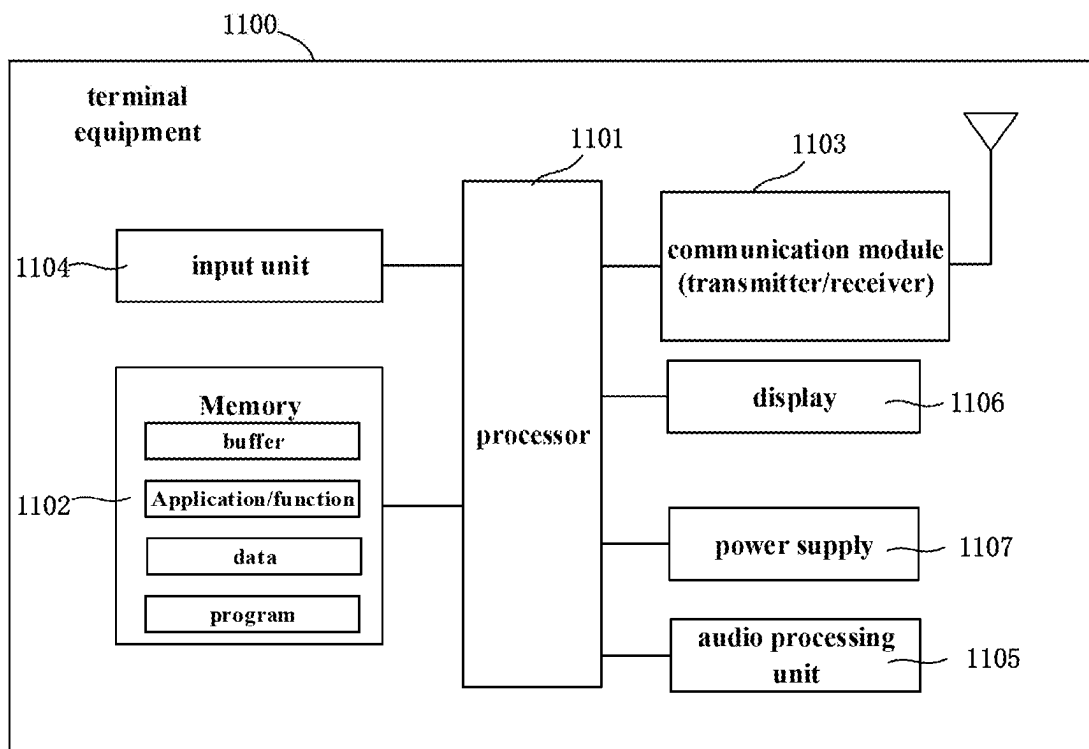 1100
terminal
equipment
1101
1103
1104
input unit
communication module
(transmitter/receiver)
Memory
buffer
Application/function
data
program
1102
processor
display
1106
power supply
1107
audio processing
unit
1105